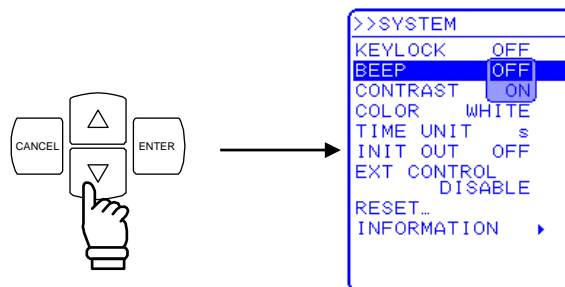 CANCEL
ENTER
>>SYSTEM
KEYLOCK OFF
BEEP OFF
CONTRAST ON
COLOR WHITE
TIME UNIT s
INIT OUT OFF
EXT CONTROL
DISABLE
RESET…
INFORMATION